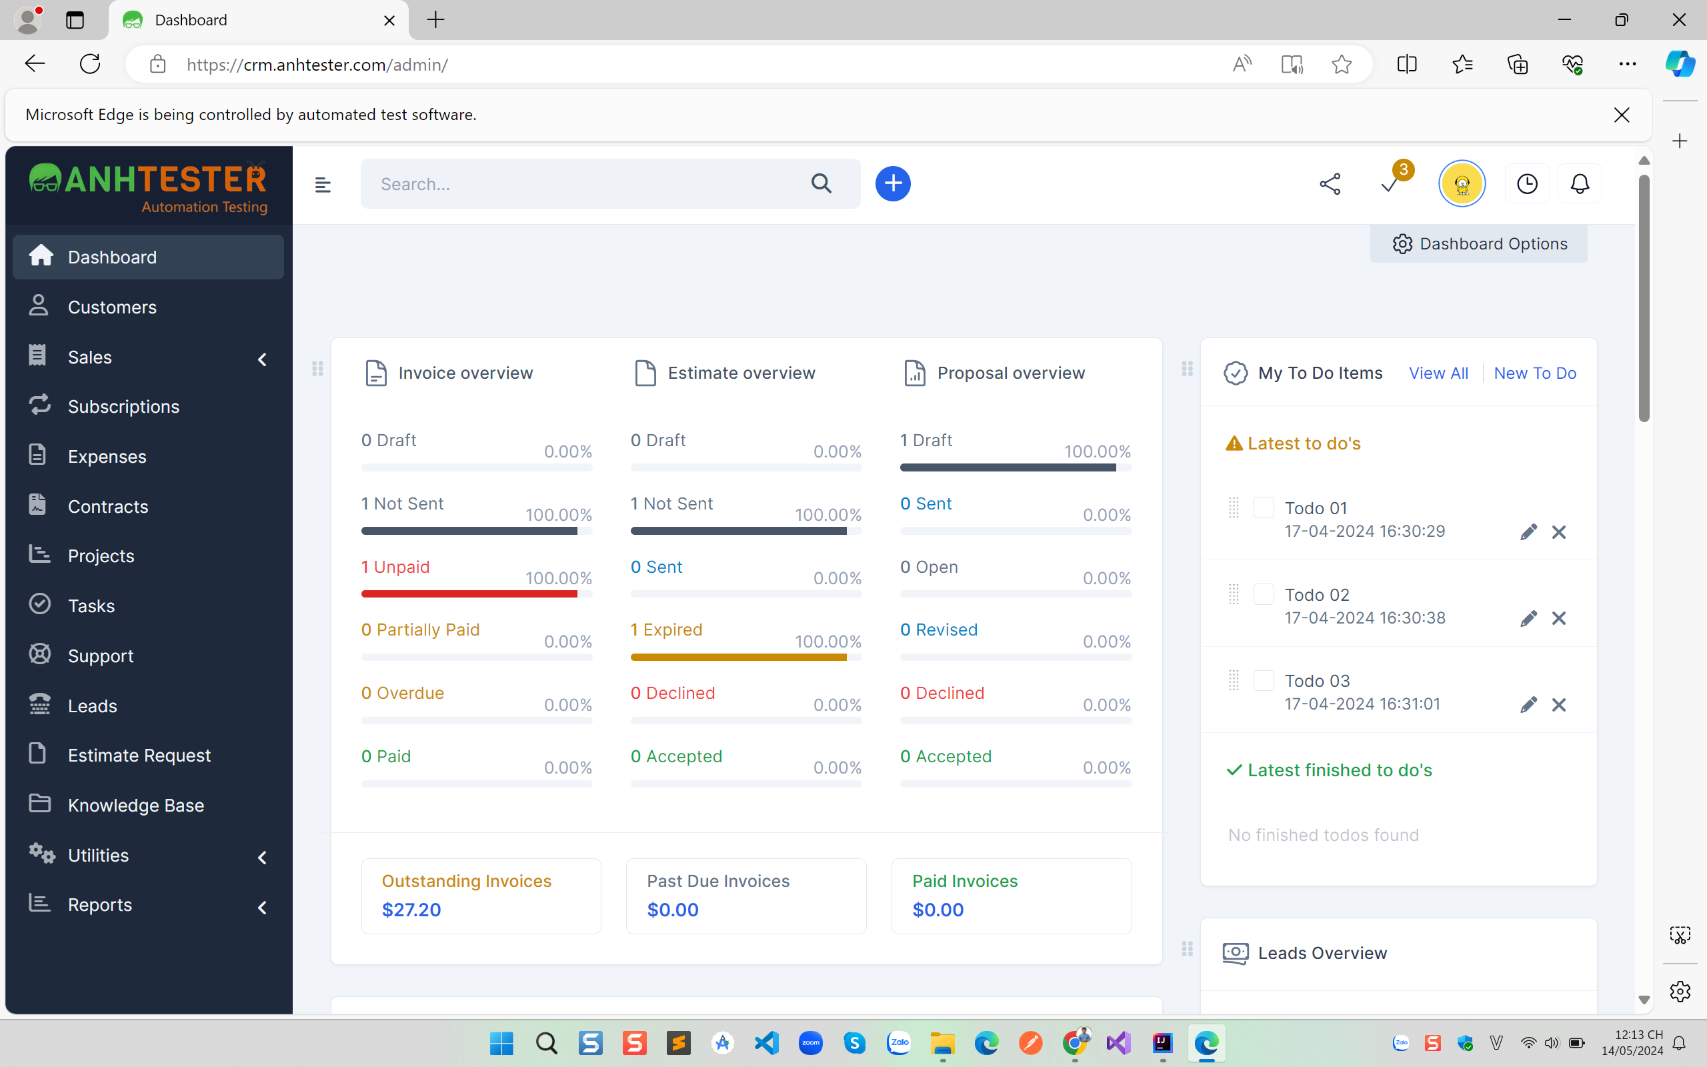 Dashboard
https://crm.anhtester.com/admin/
Microsoft Edge is being controlled by automated test software.
ANHTESTER
Automation Testing
Search...
3
Dashboard Options
Dashboard
Customers
Sales
Subscriptions
Expenses
Contracts
Projects
Tasks
Support
Leads
Estimate Request
Knowledge Base
Utilities
Reports
Invoice overview
0 Draft
0.00%
1 Not Sent
100.00%
1 Unpaid
100.00%
0 Partially Paid
0.00%
0 Overdue
0.00%
0 Paid
0.00%
Estimate overview
0 Draft
0.00%
1 Not Sent
100.00%
0 Sent
0.00%
1 Expired
100.00%
0 Declined
0.00%
0 Accepted
0.00%
Proposal overview
1 Draft
100.00%
0 Sent
0.00%
0 Open
0.00%
0 Revised
0.00%
0 Declined
0.00%
0 Accepted
0.00%
Outstanding Invoices
$27.20
Past Due Invoices
$0.00
Paid Invoices
$0.00
My To Do Items
View All
New To Do
Latest to do's
Todo 01
17-04-2024 16:30:29
Todo 02
17-04-2024 16:30:38
Todo 03
17-04-2024 16:31:01
Latest finished to do's
No finished todos found
Leads Overview
zoom
Zalo
Zalo
12:13 CH
14/05/2024